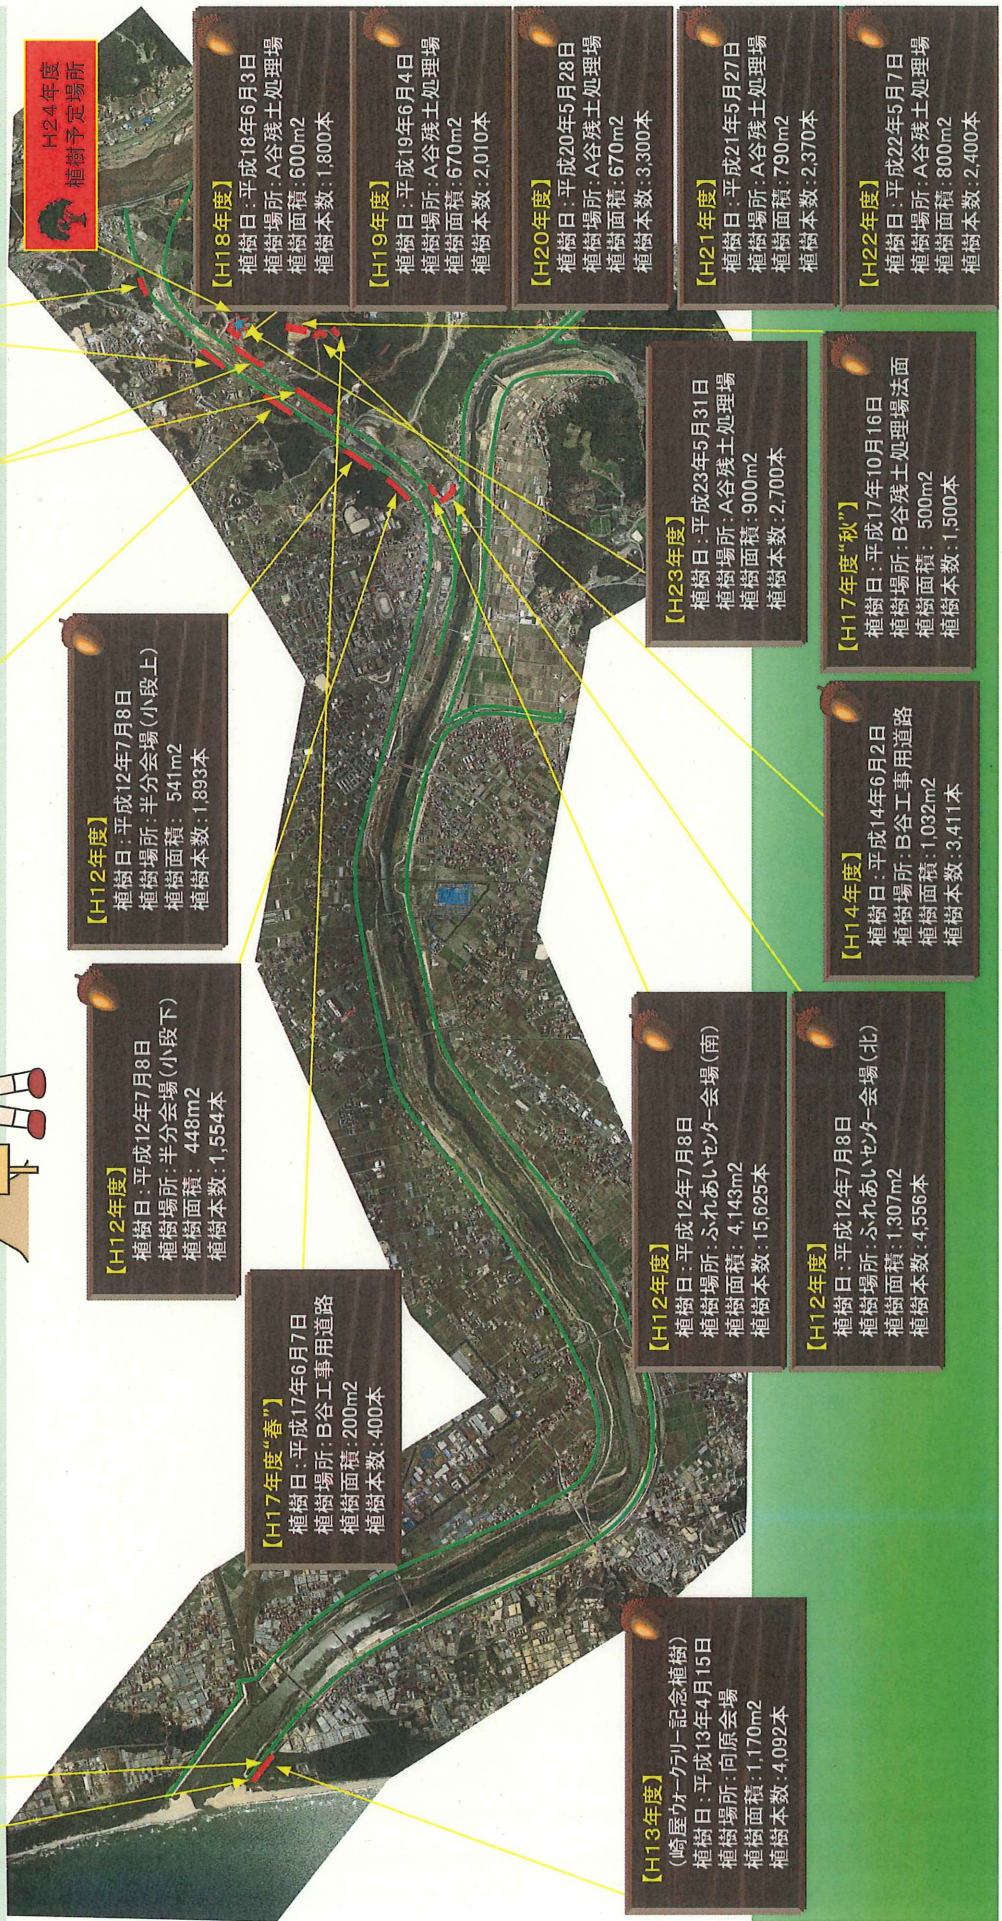 H24年度
植樹予定場所
【H18年度】
植樹日:平成18年6月3日
植樹場所:A谷残土処理場
植樹面積:600m2
植樹本数:1,800本
【H19年度】
植樹日:平成19年6月4日
植樹場所:A谷残土処理場
植樹面積:670m2
植樹本数:2,010本
【H20年度】
植樹日:平成20年5月28日
植樹場所:A谷残土処理場
植樹面積:670m2
植樹本数:3,300本
【H21年度】
植樹日:平成21年5月27日
植樹場所:A谷残土処理場
植樹面積:790m2
植樹本数:2,370本
【H22年度】
植樹日:平成22年5月7日
植樹場所:A谷残土処理場
植樹面積:800m2
植樹本数:2,400本
【H23年度】
植樹日:平成23年5月31日
植樹場所:A谷残土処理場
植樹面積:900m2
植樹本数:2,700本
【H17年度“秋”】
植樹日:平成17年10月16日
植樹場所:B谷残土処理場法面
植樹面積: 500m2
植樹本数:1,500本
【H12年度】
植樹日:平成12年7月8日
植樹場所:半分会場(小段上)
植樹面積: 541m2
植樹本数:1,893本
【H14年度】
植樹日:平成14年6月2日
植樹場所:B谷工事用道路
植樹面積:1,032m2
植樹本数:3,411本
【H12年度】
植樹日:平成12年7月8日
植樹場所:半分会場(小段下)
植樹面積: 448m2
植樹本数:1,554本
【H12年度】
植樹日:平成12年7月8日
植樹場所:ふれあいセンター会場(南)
植樹面積: 4,143m2
植樹本数:15,625本
【H12年度】
植樹日:平成12年7月8日
植樹場所:ふれあいセンター会場(北)
植樹面積:1,307m2
植樹本数:4,556本
【H17年度“春”】
植樹日:平成17年6月7日
植樹場所:B谷工事用道路
植樹面積:200m2
植樹本数:400本
【H13年度】
(崎屋ウォークラリー記念植樹)
植樹日:平成13年4月15日
植樹場所:向原会場
植樹面積:1,170m2
植樹本数:4,092本